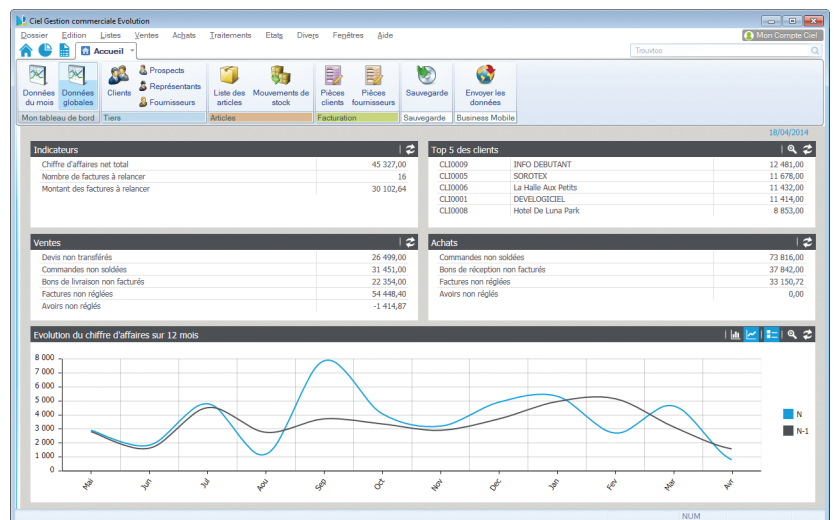 Ciel Gestion commerciale Evolution
Dossier Edition Listes Ventes Achats Traitements Etats Divers Fenêtres Aide
Mon Compte Ciel
Accueil
Trouvtoo
Données du mois
Données globales
Clients
Prospects
Représentants
Fournisseurs
Liste des articles
Mouvements de stock
Pièces clients
Pièces fournisseurs
Sauvegarde
Envoyer les données
Mon tableau de bord Tiers Articles Facturation Sauvegarde Business Mobile
18/04/2014
Indicateurs
Chiffre d'affaires net total 45 327,00
Nombre de factures à relancer 16
Montant des factures à relancer 30 102,64
Top 5 des clients
CLI0009 INFO DEBUTANT 12 481,00
CLI0005 SOROTEX 11 678,00
CLI0006 La Halle Aux Petits 11 432,00
CLI0001 DEVELOGICIEL 11 414,00
CLI0008 Hotel De Luna Park 8 853,00
Ventes
Devis non transférés 26 499,00
Commandes non soldées 31 451,00
Bons de livraison non facturés 22 354,00
Factures non réglées 54 448,40
Avoirs non réglés -1 414,87
Achats
Commandes non soldées 73 816,00
Bons de réception non facturés 37 842,00
Factures non réglées 33 150,72
Avoirs non réglés 0,00
Evolution du chiffre d'affaires sur 12 mois
8 000
7 000
6 000
5 000
4 000
3 000
2 000
1 000
0
N
N-1
Mai Jun Jul Aou Sep Oct Nov Dec Jan Fev Mar Avr
NUM